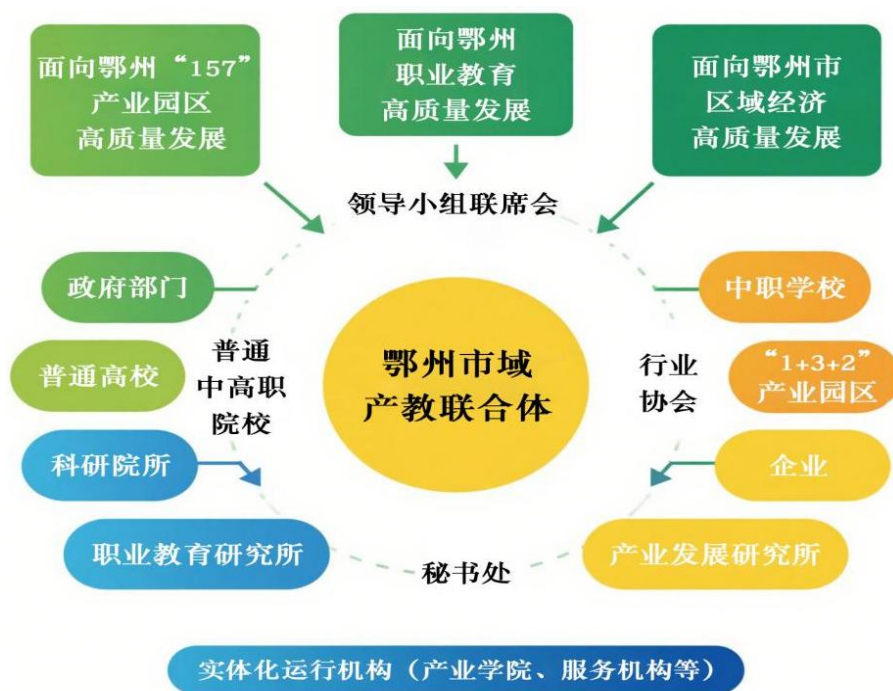 面向鄂州“157”
产业园区
高质量发展
面向鄂州
职业教育
高质量发展
面向鄂州市
区域经济
高质量发展
领导小组联席会
政府部门
普通高校
科研院所
职业教育研究所
普通
中高职
院校
鄂州市域
产教联合体
行业
协会
中职学校
“1+3+2”
产业园区
企业
产业发展研究所
秘书处
实体化运行机构（产业学院、服务机构等）